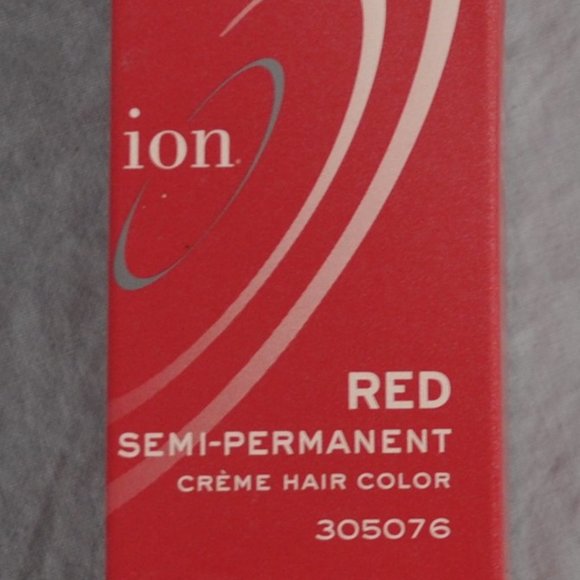 ion
RED
SEMI-PERMANENT
CRÈME HAIR COLOR
305076